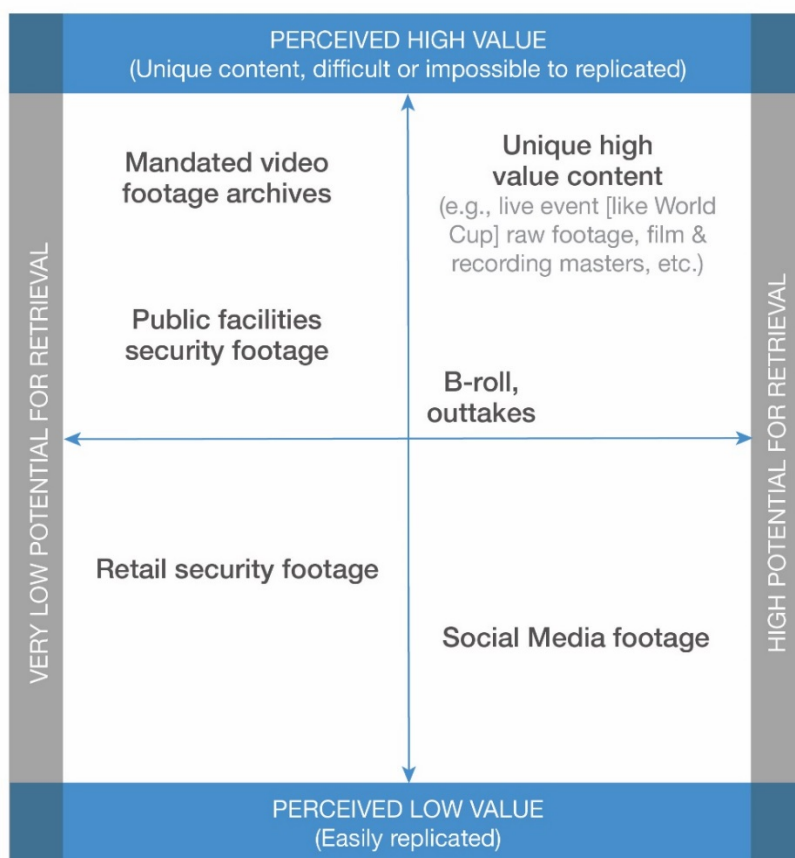 PERCEIVED HIGH VALUE
(Unique content, difficult or impossible to replicated)
VERY LOW POTENTIAL FOR RETRIEVAL
Mandated video
footage archives
Unique high
value content
(e.g., live event [like World
Cup] raw footage, film &
recording masters, etc.)
Public facilities
security footage
B-roll,
outtakes
Retail security footage
Social Media footage
HIGH POTENTIAL FOR RETRIEVAL
PERCEIVED LOW VALUE
(Easily replicated)